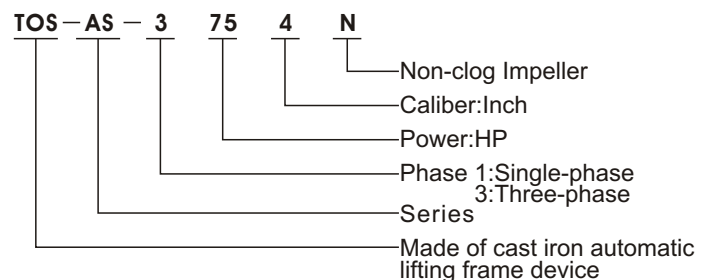 TOS-AS-3 75 4 N
Non-clog Impeller
Caliber:Inch
Power:HP
Phase 1:Single-phase
3:Three-phase
Series
Made of cast iron automatic
lifting frame device